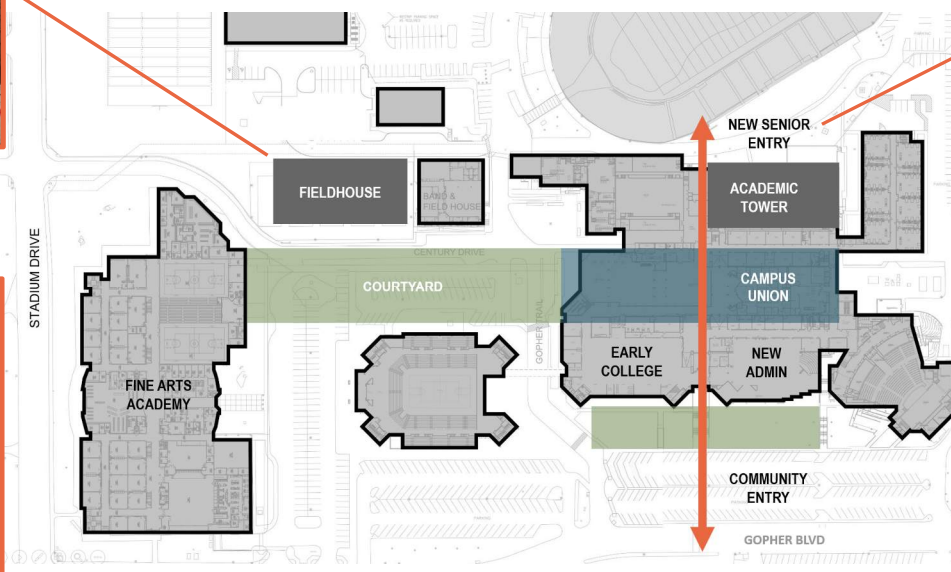 NEW SENIOR
ENTRY
FIELDHOUSE
BAND &
FIELD HOUSE
ACADEMIC
TOWER
STADIUM DRIVE
CENTURY DRIVE
COURTYARD
CAMPUS
UNION
GOPHER TRAIL
EARLY
COLLEGE
NEW
ADMIN
FINE ARTS
ACADEMY
COMMUNITY
ENTRY
GOPHER BLVD